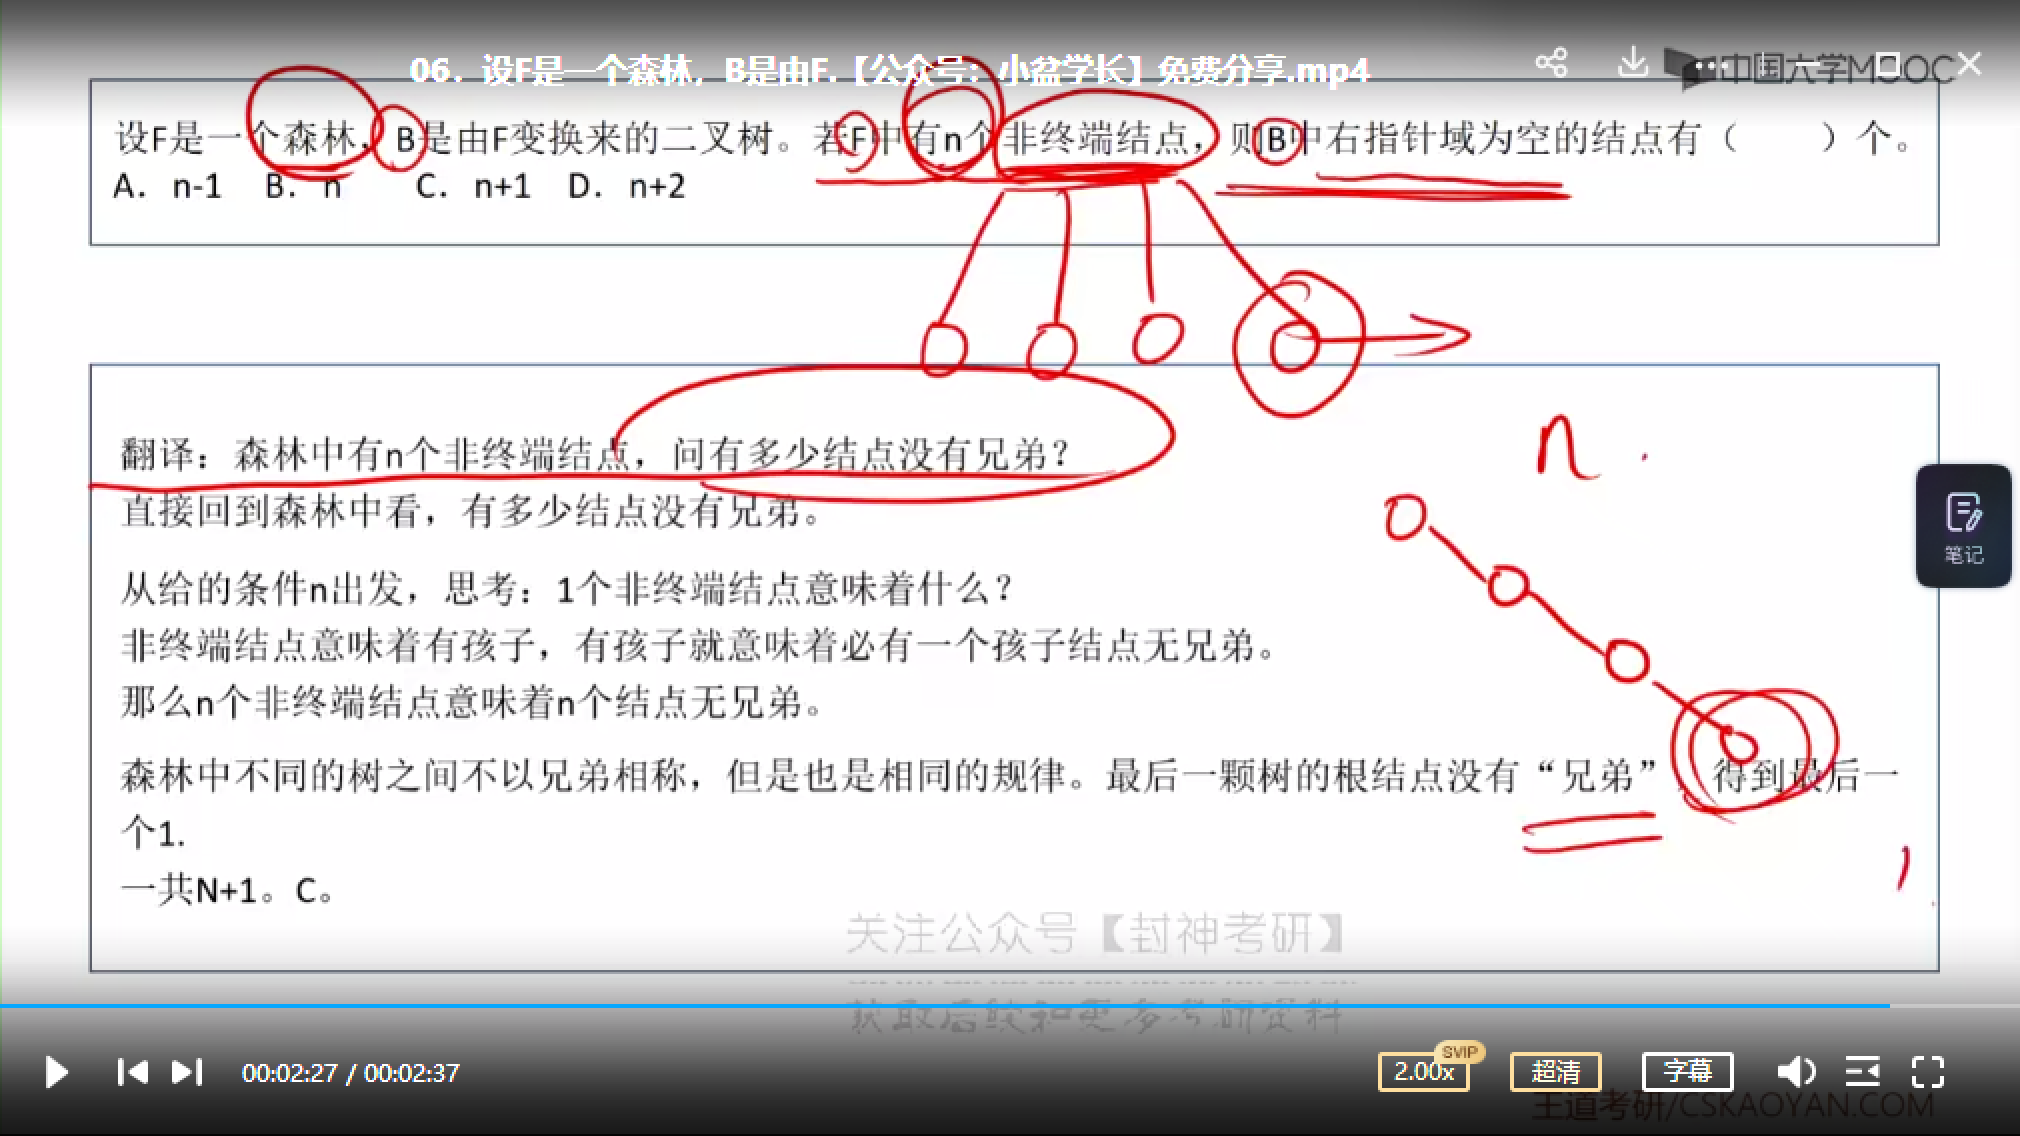 06．设F是一个森林，B是由F.【公众号：小盆学长】免费分享.mp4
中国大学MOOC
设F是一个森林，B是由F变换来的二叉树。若F中有n个非终端结点，则B中右指针域为空的结点有（ ）个。
A．n-1 B．n C．n+1 D．n+2
翻译：森林中有n个非终端结点，问有多少结点没有兄弟？
n
直接回到森林中看，有多少结点没有兄弟。
笔记
从给的条件n出发，思考：1个非终端结点意味着什么？
非终端结点意味着有孩子，有孩子就意味着必有一个孩子结点无兄弟。
那么n个非终端结点意味着n个结点无兄弟。
森林中不同的树之间不以兄弟相称，但是也是相同的规律。最后一颗树的根结点没有“兄弟” 得到最后一
个1.
一共N+1。C。
关注公众号【封神考研】
获取后续和更多考研资料
00:02:27 / 00:02:37
SVIP
2.00x 超清 字幕
王道考研/CSKAOYAN.COM